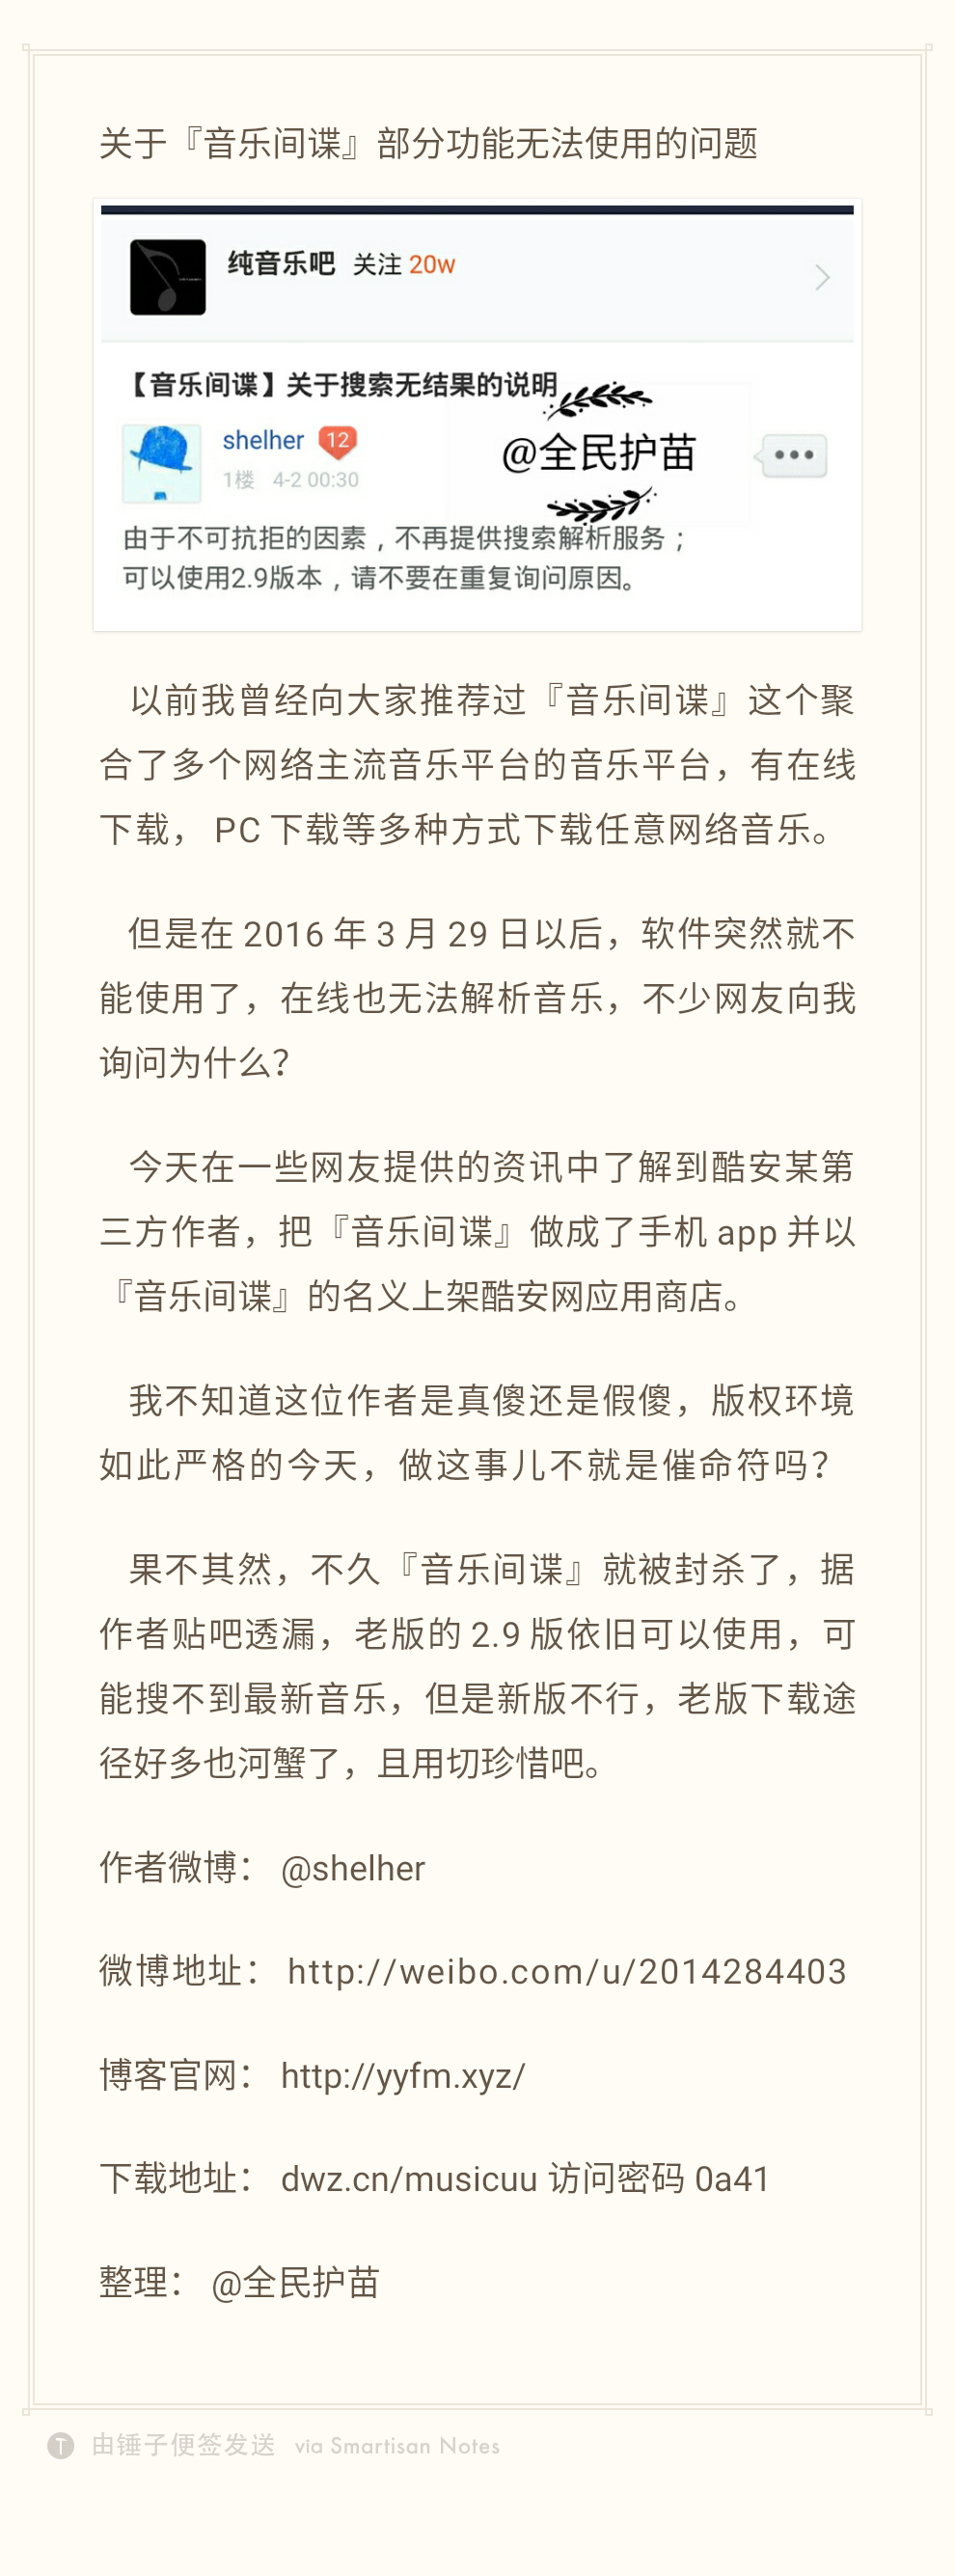 关于『音乐间谍』部分功能无法使用的问题
纯音乐吧 关注 20w
【音乐间谍】关于搜索无结果的说明
shelher 12
@全民护苗
1楼 4-2 00:30
由于不可抗拒的因素，不再提供搜索解析服务；
可以使用2.9版本，请不要在重复询问原因。
以前我曾经向大家推荐过『音乐间谍』这个聚
合了多个网络主流音乐平台的音乐平台，有在线
下载， PC 下载等多种方式下载任意网络音乐。
但是在 2016 年 3 月 29 日以后，软件突然就不
能使用了，在线也无法解析音乐，不少网友向我
询问为什么？
今天在一些网友提供的资讯中了解到酷安某第
三方作者，把『音乐间谍』做成了手机 app 并以
『音乐间谍』的名义上架酷安网应用商店。
我不知道这位作者是真傻还是假傻，版权环境
如此严格的今天，做这事儿不就是催命符吗？
果不其然，不久『音乐间谍』就被封杀了，据
作者贴吧透漏，老版的 2.9 版依旧可以使用，可
能搜不到最新音乐，但是新版不行，老版下载途
径好多也河蟹了，且用切珍惜吧。
作者微博： @shelher
微博地址： http://weibo.com/u/2014284403
博客官网： http://yyfm.xyz/
下载地址： dwz.cn/musicuu 访问密码 0a41
整理： @全民护苗
由锤子便签发送 via Smartisan Notes